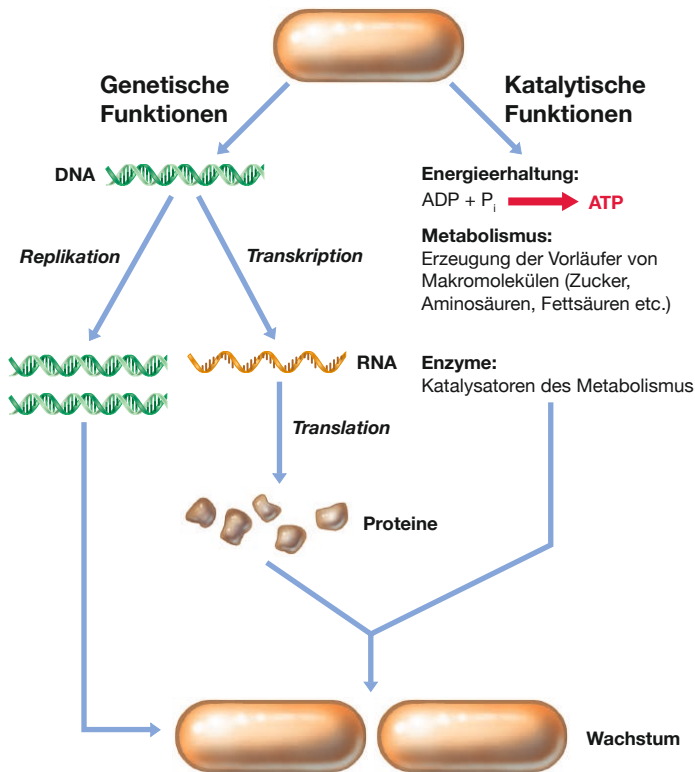 Genetische
Funktionen
Katalytische
Funktionen
DNA
Energieerhaltung:
ADP + Pi ATP
Metabolismus:
Erzeugung der Vorläufer von
Makromolekülen (Zucker,
Aminosäuren, Fettsäuren etc.)
Replikation
Transkription
RNA
Enzyme:
Katalysatoren des Metabolismus
Translation
Proteine
Wachstum